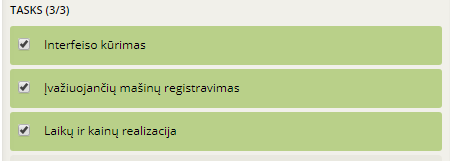 TASKS (3/3)
Interfeiso kūrimas
Įvažiuojančių mašinų registravimas
Laikų ir kainų realizacija